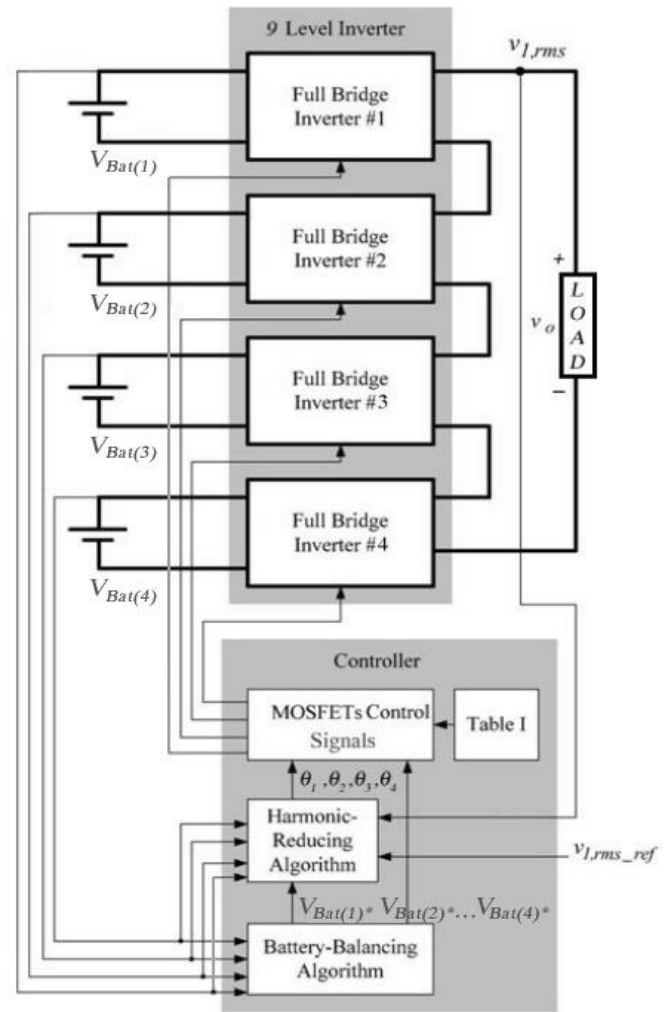 9 Level Inverter
v1,rms
Full Bridge
Inverter #1
VBat(1)
Full Bridge
Inverter #2
VBat(2)
+
vo
LOAD
−
Full Bridge
Inverter #3
VBat(3)
Full Bridge
Inverter #4
VBat(4)
Controller
MOSFETs Control
Signals
Table I
θ1 ,θ2 ,θ3 ,θ4
Harmonic-
Reducing
Algorithm
v1,rms_ref
VBat(1)* VBat(2)*...VBat(4)*
Battery-Balancing
Algorithm